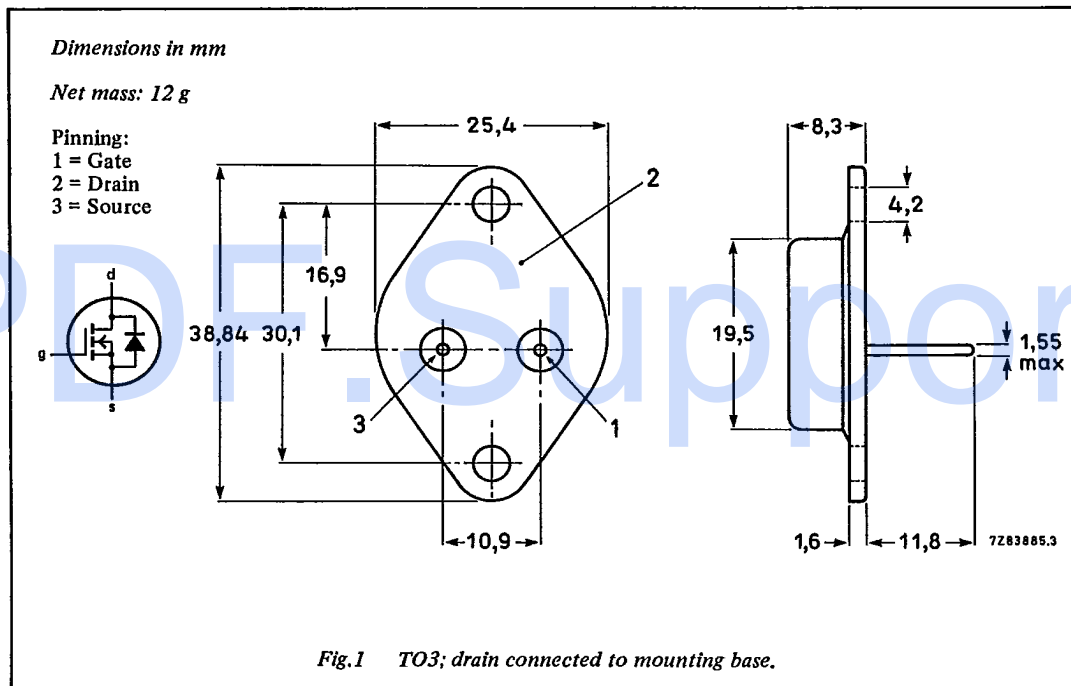 Dimensions in mm
Net mass: 12 g
Pinning:
1 = Gate
2 = Drain
3 = Source
d
g
s
25,4
2
16,9
38,84
30,1
3
1
10,9
8,3
4,2
19,5
1,55
max
1,6
11,8
7Z83885.3
PDF.Suppor
Fig.1 TO3; drain connected to mounting base.